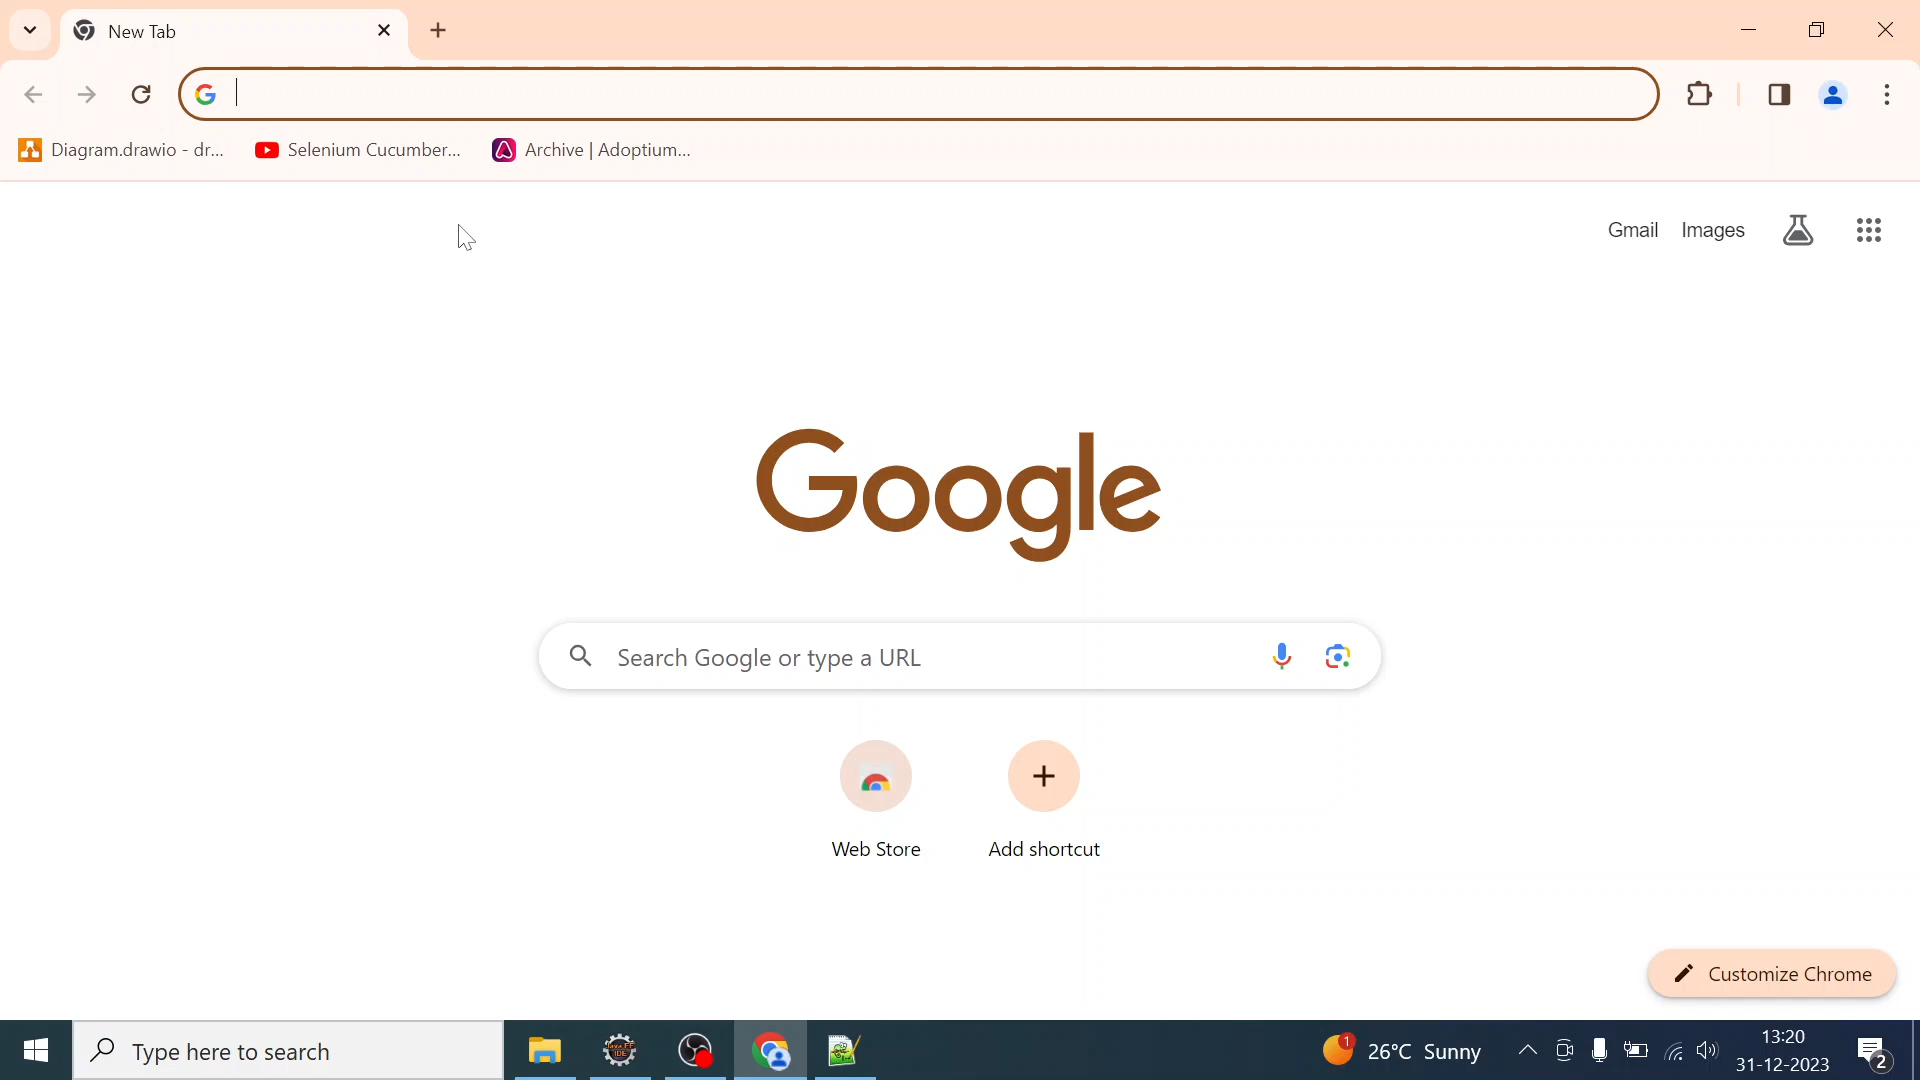 New Tab
Diagram.drawio - dr...
Selenium Cucumber...
Archive | Adoptium...
Gmail
Images
Google
Search Google or type a URL
Web Store
Add shortcut
Customize Chrome
Type here to search
1
26°C Sunny
13:20
31-12-2023
2